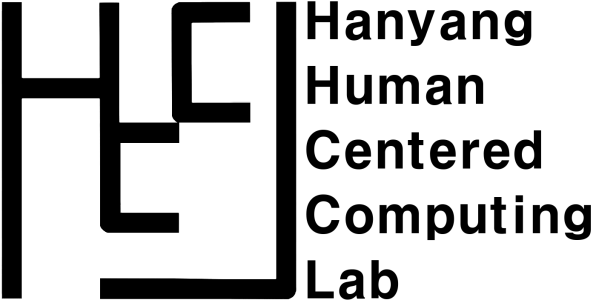 Hanyang
Human
Centered
Computing
Lab